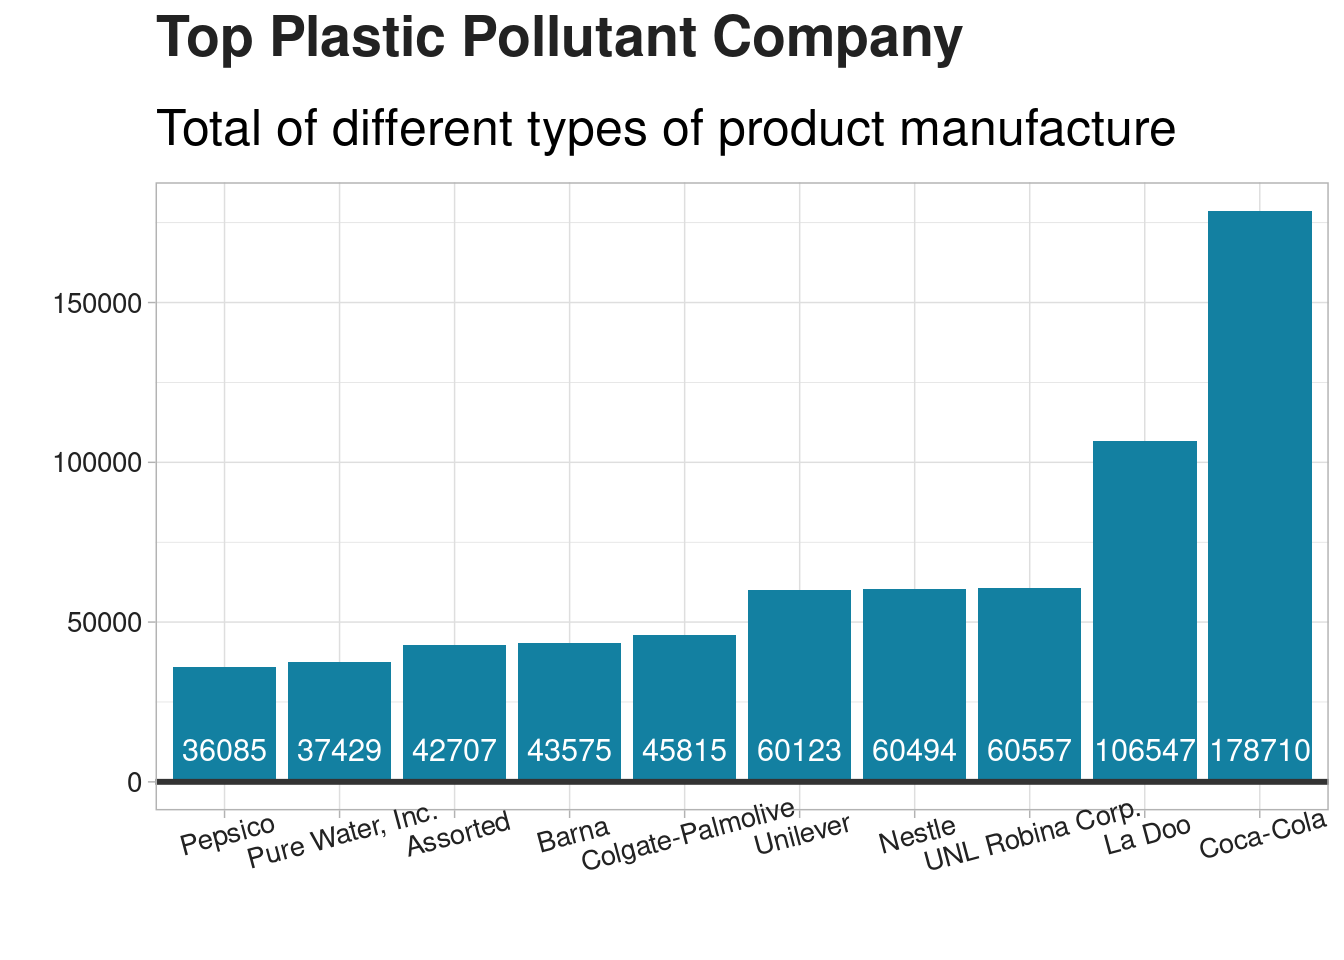 Top Plastic Pollutant Company
Total of different types of product manufacture
150000
100000
50000
0
36085 37429 42707 43575 45815 60123 60494 60557 106547 178710
Pepsico Pure Water, Inc. Assorted Barna Colgate-Palmolive Unilever Nestle UNL Robina Corp. La Doo Coca-Cola